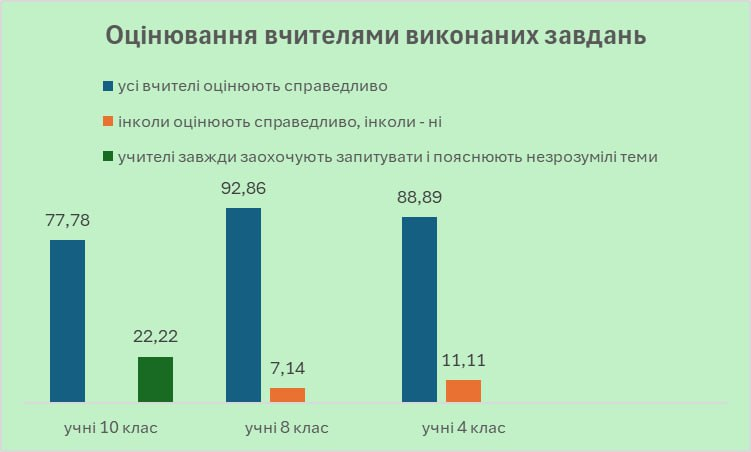 Оцінювання вчителями виконаних завдань
усі вчителі оцінюють справедливо
інколи оцінюють справедливо, інколи - ні
учителі завжди заохочують запитувати і пояснюють незрозумілі теми
77,78
22,22
92,86
7,14
88,89
11,11
учні 10 клас
учні 8 клас
учні 4 клас